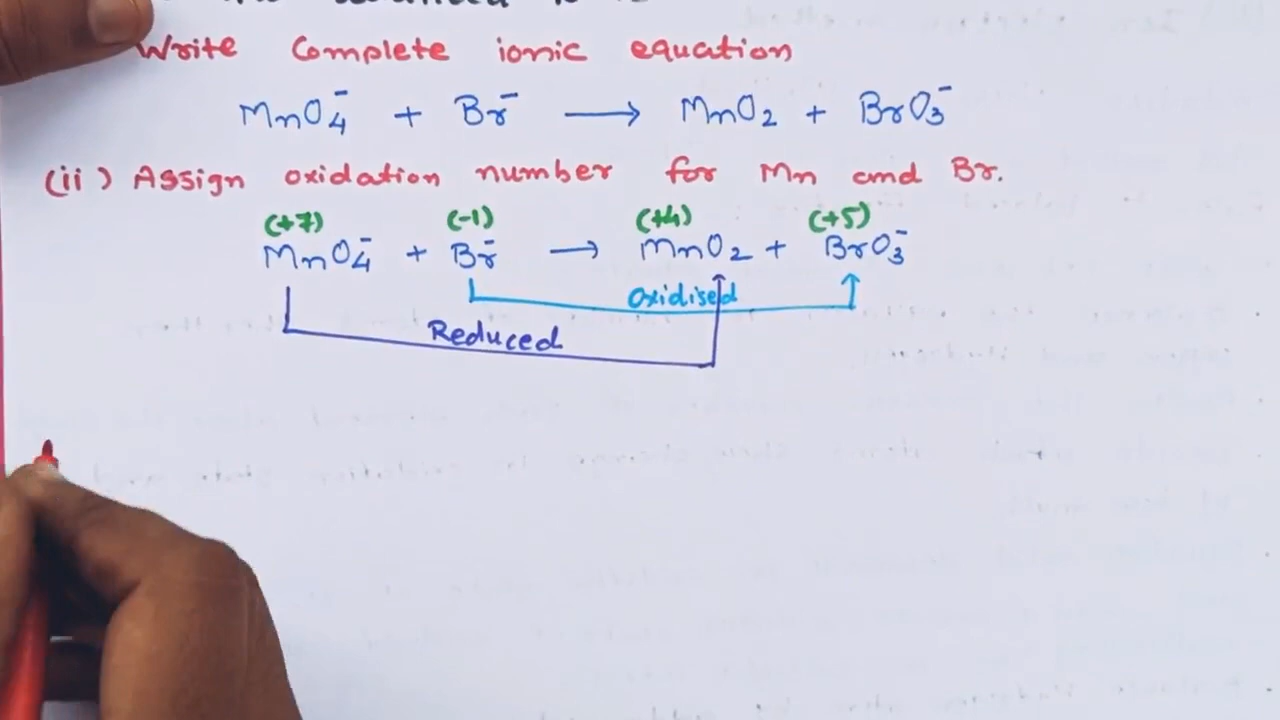 Write Complete ionic equation
MnO₄⁻ + Br⁻ ⟶ MnO₂ + BrO₃⁻
(ii) Assign oxidation number for Mn and Br.
(+7) (-1) (+4) (+5)
MnO₄⁻ + Br⁻ ⟶ MnO₂ + BrO₃⁻
Oxidised
Reduced